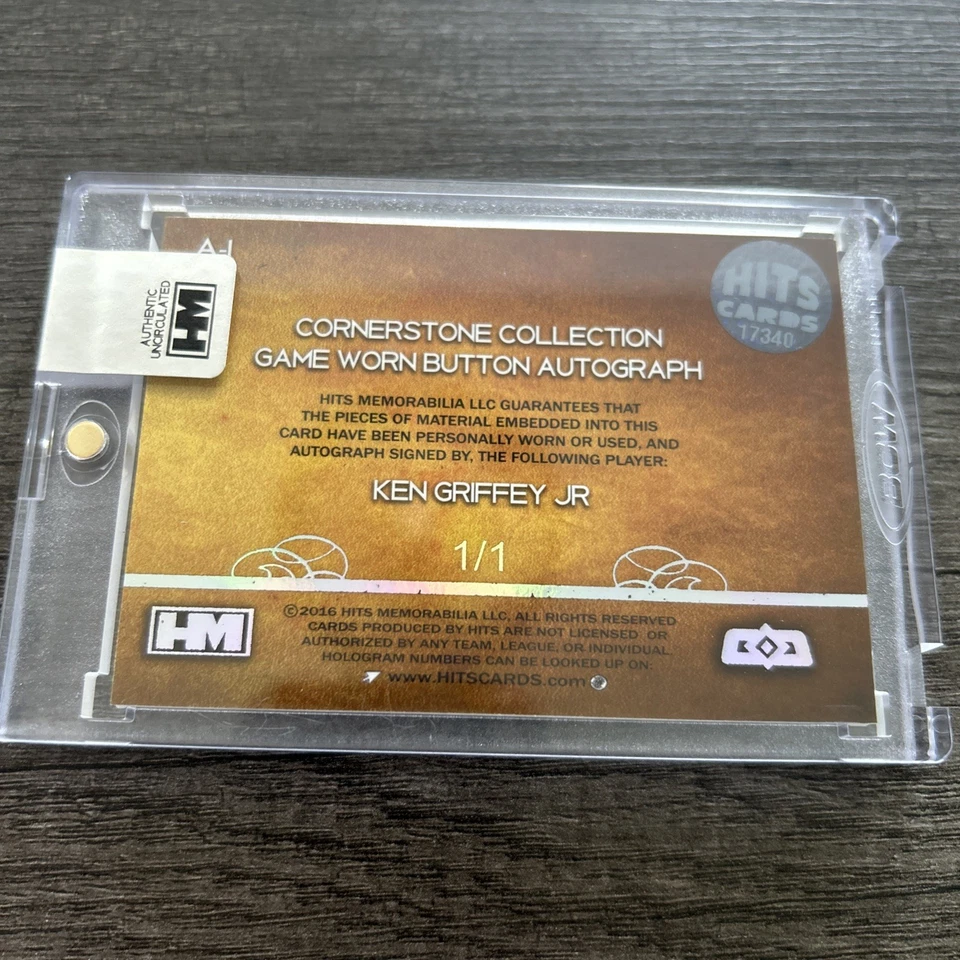 A-J
AUTHENTIC
UNCIRCULATED
HM
HITS
CARDS
17340
CORNERSTONE COLLECTION
GAME WORN BUTTON AUTOGRAPH
HITS MEMORABILIA LLC GUARANTEES THAT
THE PIECES OF MATERIAL EMBEDDED INTO THIS
CARD HAVE BEEN PERSONALLY WORN OR USED, AND
AUTOGRAPH SIGNED BY, THE FOLLOWING PLAYER:
KEN GRIFFEY JR
1/1
BCW
HM
©2016 HITS MEMORABILIA LLC, ALL RIGHTS RESERVED
CARDS PRODUCED BY HITS ARE NOT LICENSED OR
AUTHORIZED BY ANY TEAM, LEAGUE, OR INDIVIDUAL
HOLOGRAM NUMBERS CAN BE LOOKED UP ON:
www.HITSCARDS.com